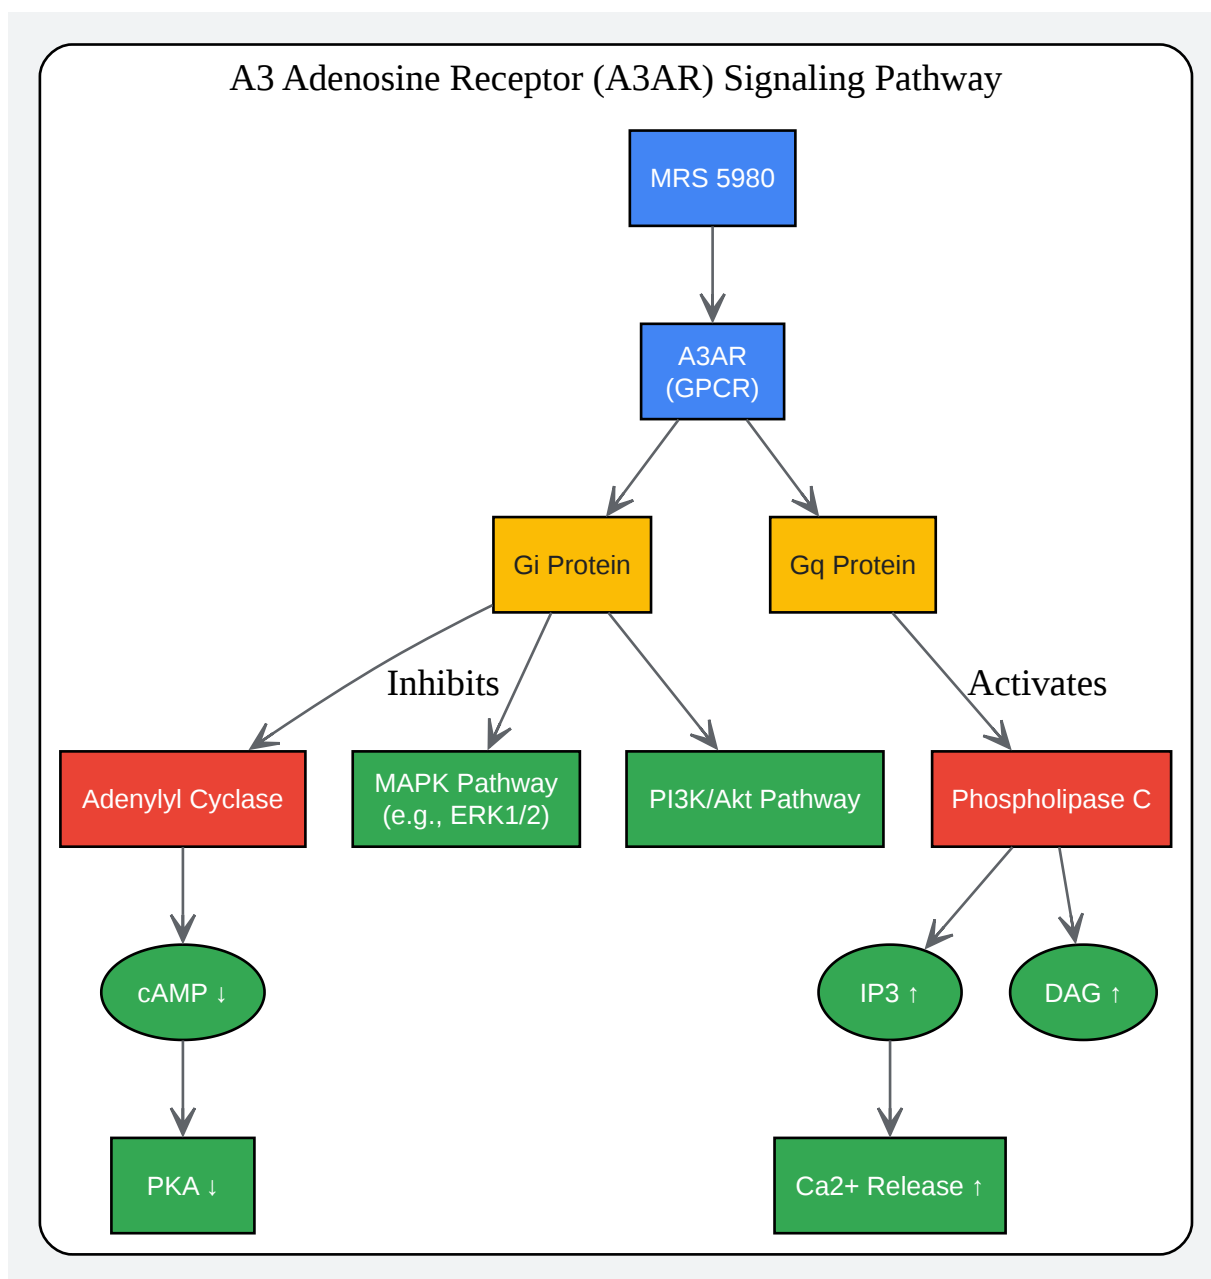 A3 Adenosine Receptor (A3AR) Signaling Pathway
MRS 5980
A3AR
(GPCR)
Gi Protein
Gq Protein
Inhibits
Activates
Adenylyl Cyclase
MAPK Pathway
(e.g., ERK1/2)
PI3K/Akt Pathway
Phospholipase C
cAMP ↓
IP3 ↑
DAG ↑
PKA ↓
Ca2+ Release ↑